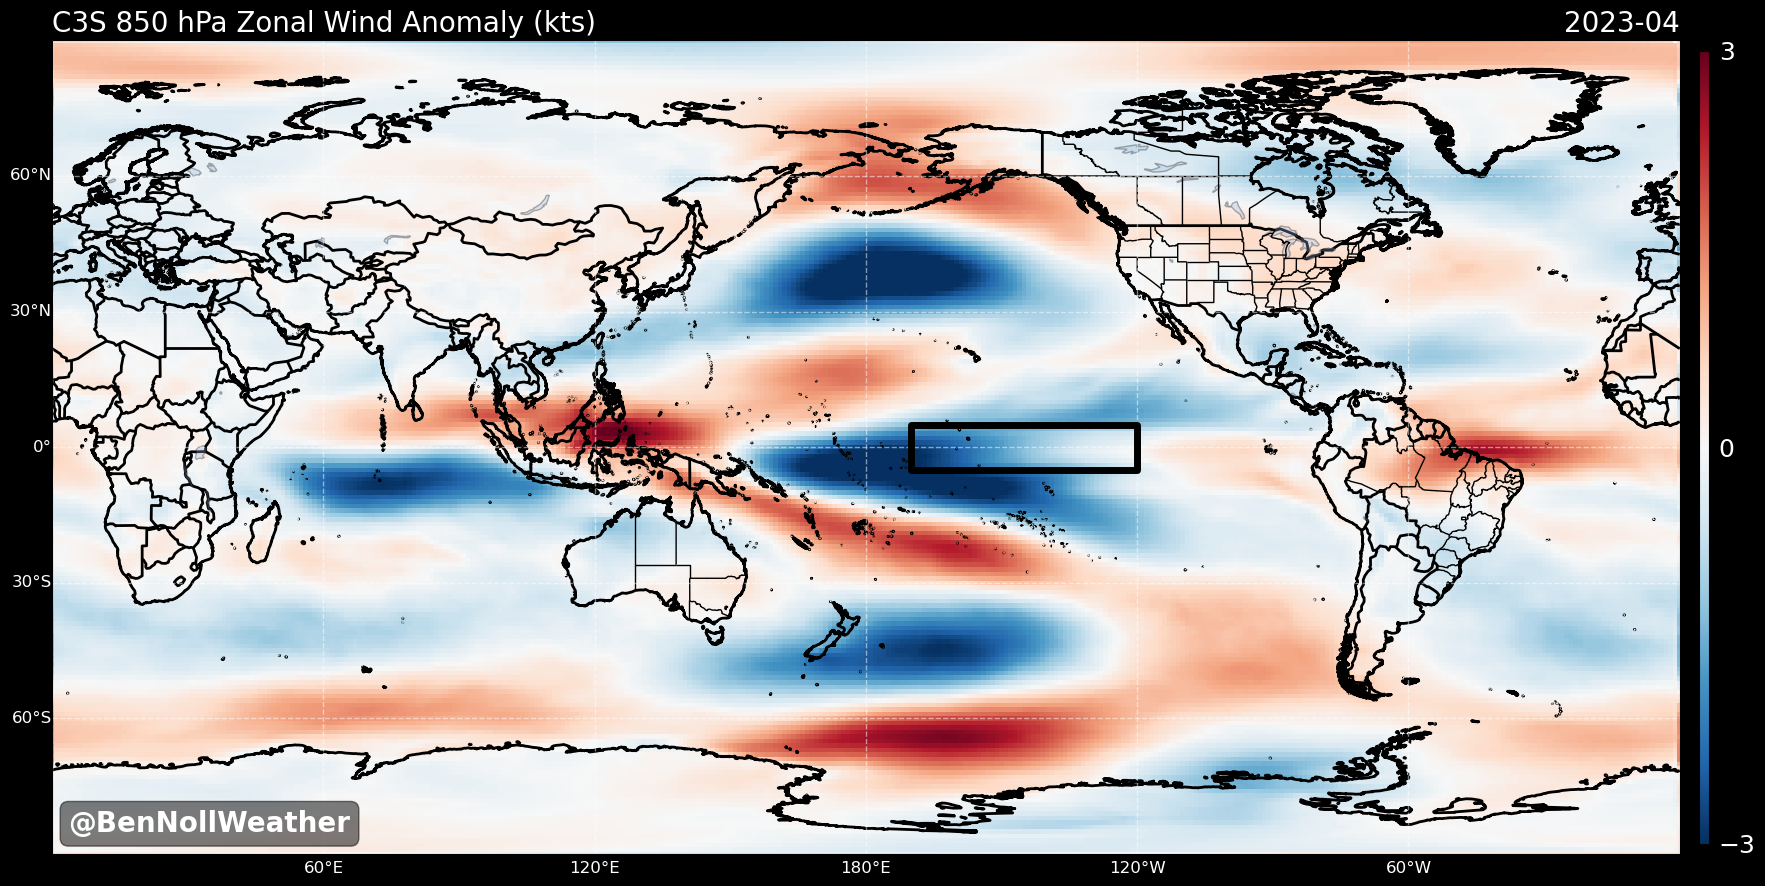 C3S 850 hPa Zonal Wind Anomaly (kts)
2023-04
3
0
−3
60°N
30°N
0°
30°S
60°S
60°E
120°E
180°E
120°W
60°W
@BenNollWeather